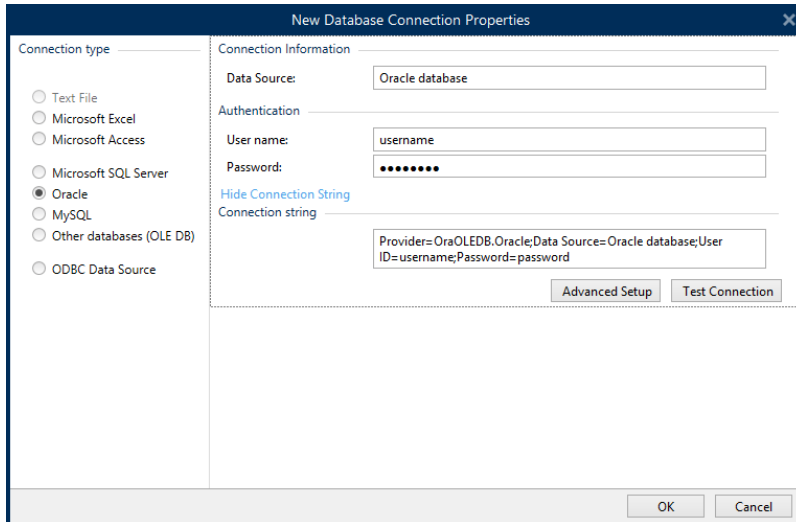 New Database Connection Properties
Connection type
Text File
Microsoft Excel
Microsoft Access
Microsoft SQL Server
Oracle
MySQL
Other databases (OLE DB)
ODBC Data Source
Connection Information
Data Source: Oracle database
Authentication
User name: username
Password: ••••••••
Hide Connection String
Connection string
Provider=OraOLEDB.Oracle;Data Source=Oracle database;User
ID=username;Password=password
Advanced Setup Test Connection
OK Cancel